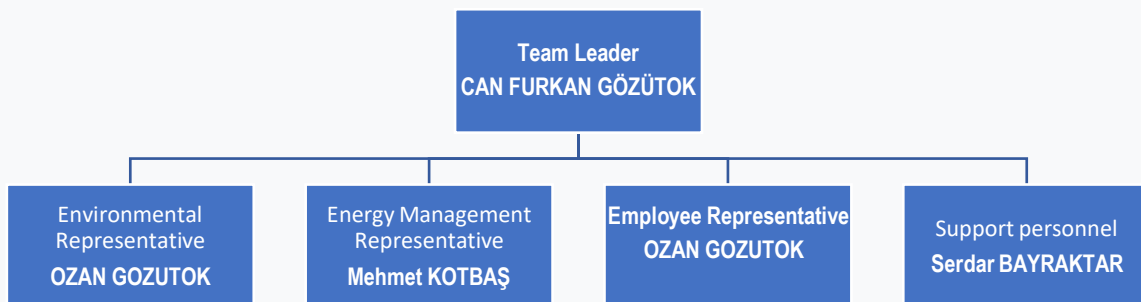 Team Leader
CAN FURKAN GÖZÜTOK
Environmental
Representative
OZAN GOZUTOK
Energy Management
Representative
Mehmet KOTBAŞ
Employee Representative
OZAN GOZUTOK
Support personnel
Serdar BAYRAKTAR